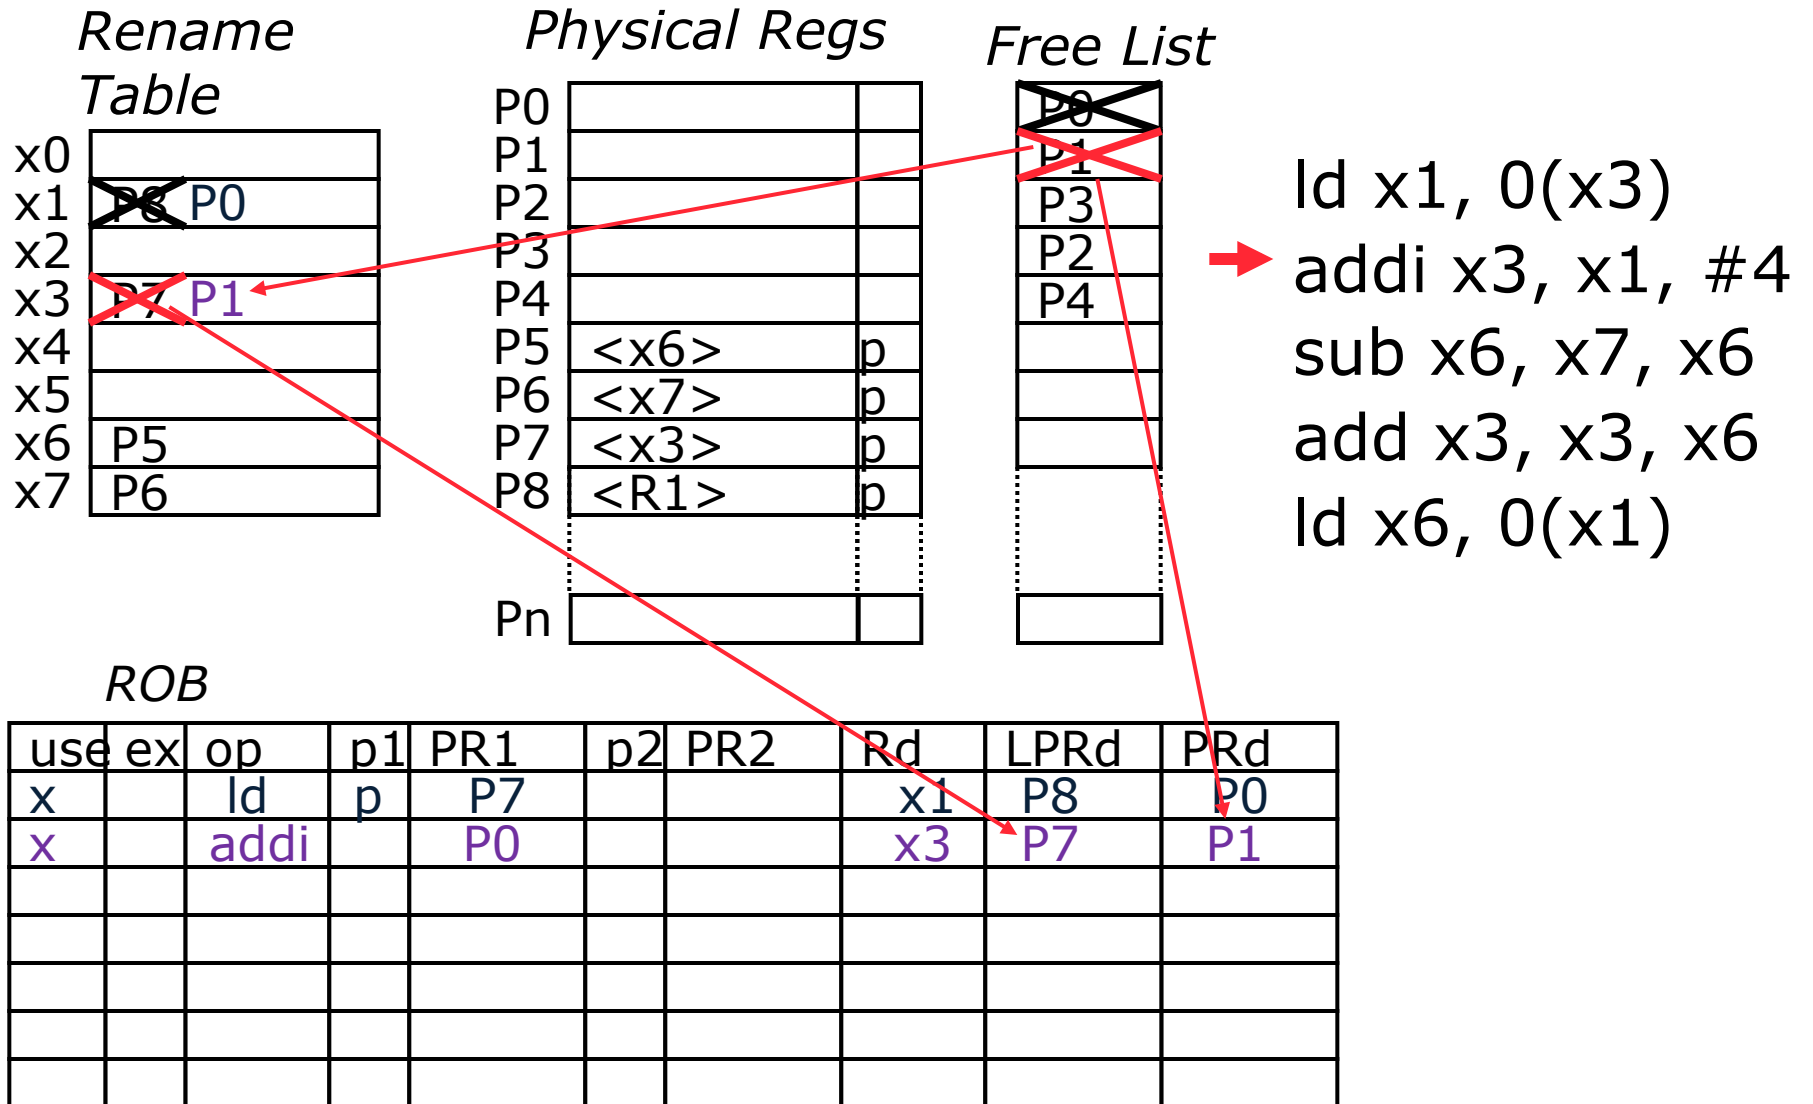 Rename Table
x0
x1 P8 P0
x2
x3 P7 P1
x4
x5
x6 P5
x7 P6
Physical Regs
P0
P1
P2
P3
P4
P5 <x6> p
P6 <x7> p
P7 <x3> p
P8 <R1> p
Pn
Free List
P0
P1
P3
P2
P4
ld x1, 0(x3)
addi x3, x1, #4
sub x6, x7, x6
add x3, x3, x6
ld x6, 0(x1)
ROB
use ex op p1 PR1 p2 PR2 Rd LPRd PRd
x ld p P7 x1 P8 P0
x addi P0 x3 P7 P1